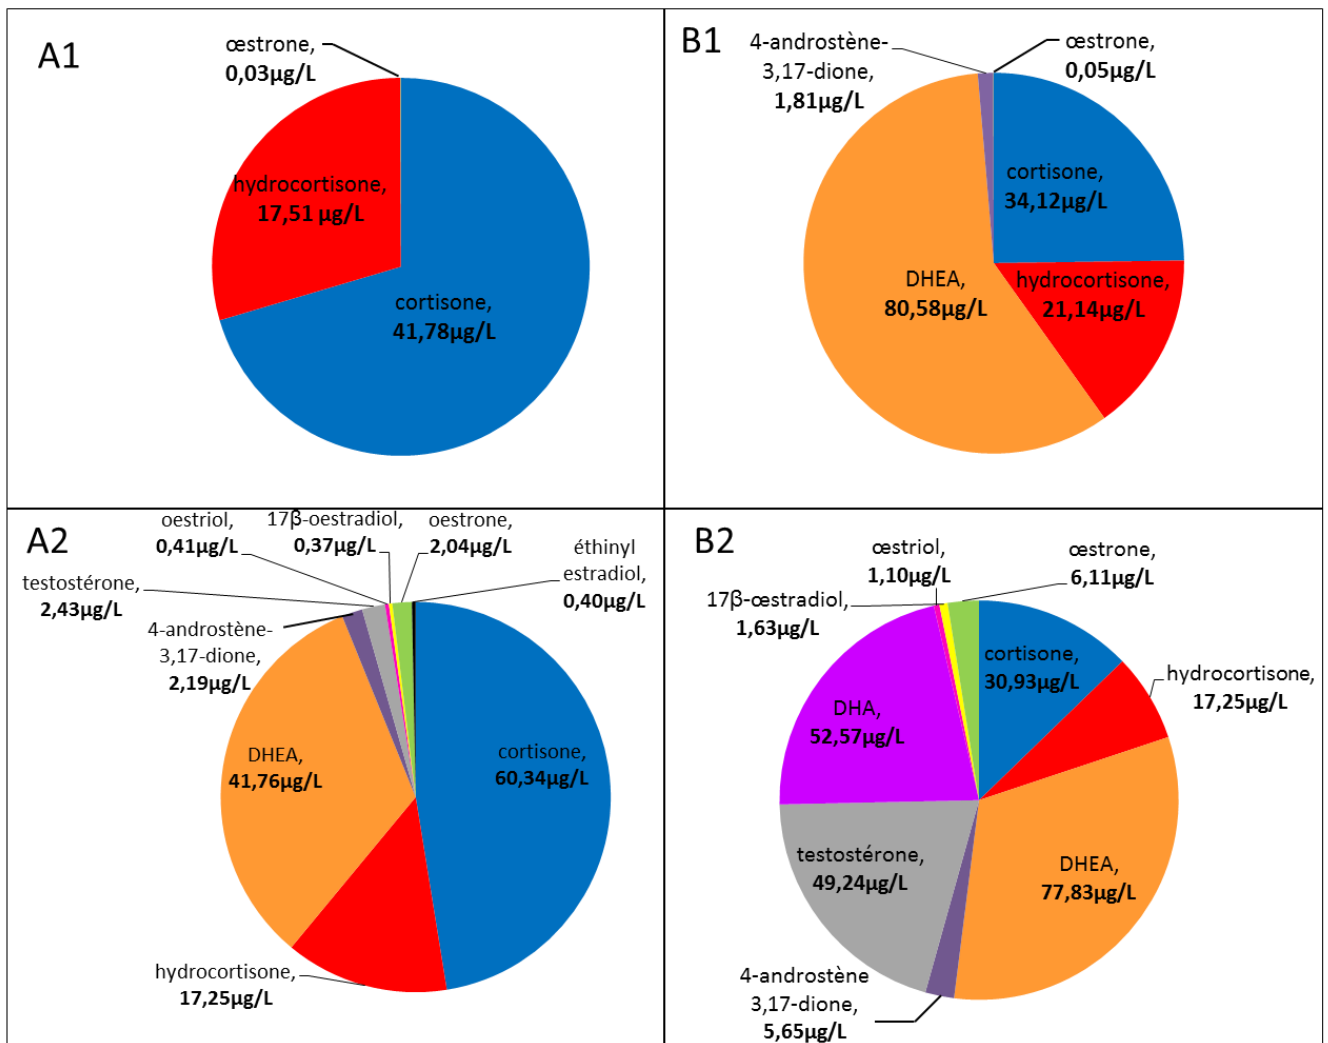 A1
œstrone,
0,03µg/L
hydrocortisone,
17,51 µg/L
cortisone,
41,78µg/L
B1
4-androstène-
3,17-dione,
1,81µg/L
œstrone,
0,05µg/L
cortisone,
34,12µg/L
DHEA,
80,58µg/L
hydrocortisone,
21,14µg/L
A2
oestriol,
0,41µg/L
17β-oestradiol,
0,37µg/L
oestrone,
2,04µg/L
éthinyl
estradiol,
0,40µg/L
testostérone,
2,43µg/L
4-androstène-
3,17-dione,
2,19µg/L
DHEA,
41,76µg/L
cortisone,
60,34µg/L
hydrocortisone,
17,25µg/L
B2
œstriol,
1,10µg/L
œstrone,
6,11µg/L
17β-œstradiol,
1,63µg/L
cortisone,
30,93µg/L
hydrocortisone,
17,25µg/L
DHA,
52,57µg/L
testostérone,
49,24µg/L
DHEA,
77,83µg/L
4-androstène
3,17-dione,
5,65µg/L